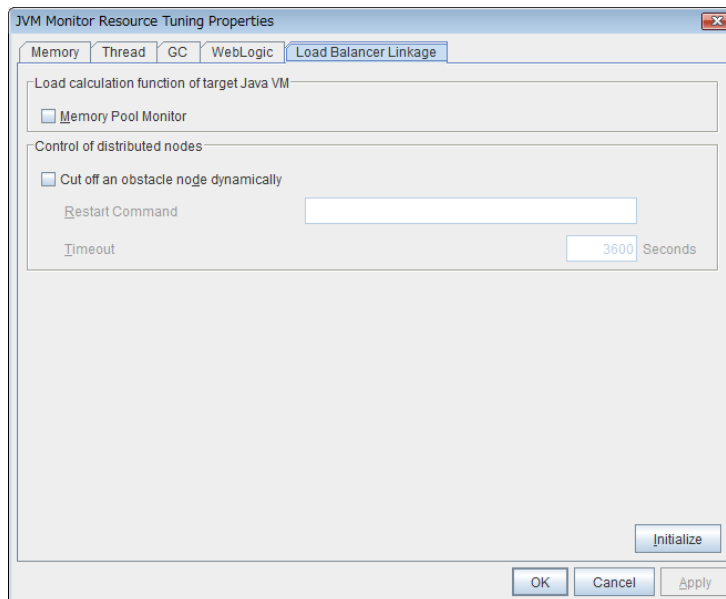 JVM Monitor Resource Tuning Properties
Memory Thread GC WebLogic Load Balancer Linkage
Load calculation function of target Java VM
Memory Pool Monitor
Control of distributed nodes
Cut off an obstacle node dynamically
Restart Command
Timeout 3600 Seconds
Initialize
OK Cancel Apply